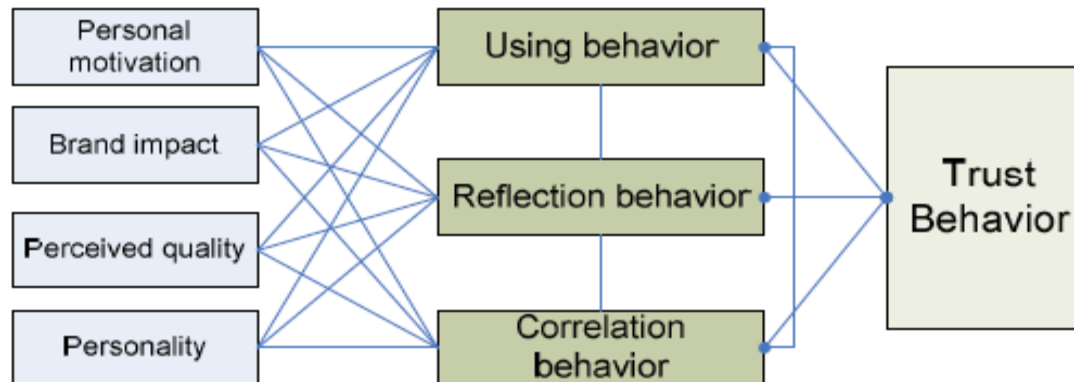 Personal
motivation
Brand impact
Perceived quality
Personality
Using behavior
Reflection behavior
Correlation
behavior
Trust
Behavior